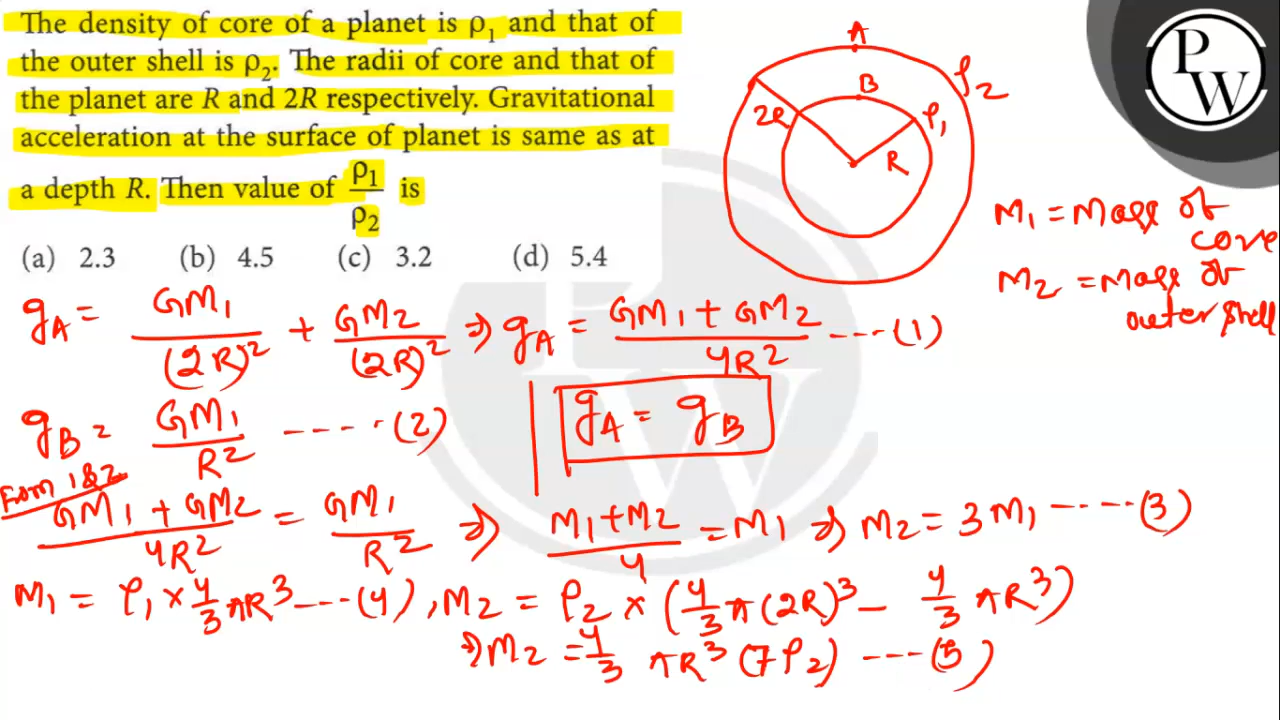 The density of core of a planet is ρ₁ and that of
the outer shell is ρ₂. The radii of core and that of
the planet are R and 2R respectively. Gravitational
acceleration at the surface of planet is same as at
a depth R. Then value of ρ₁/ρ₂ is
(a) 2.3 (b) 4.5 (c) 3.2 (d) 5.4
A
B
ρ₂
2R
ρ₁
R
P
W
M₁ = Mass of
core
M₂ = Mass of
outer shell
g_A = GM₁/(2R)² + GM₂/(2R)² ⇒ g_A = (GM₁ + GM₂)/4R² ----(1)
g_B = GM₁/R² -----(2)
g_A = g_B
From 1 & 2
(GM₁ + GM₂)/4R² = GM₁/R² ⇒ (M₁ + M₂)/4 = M₁ ⇒ M₂ = 3M₁ -----(3)
M₁ = ρ₁ × 4/3 πR³ ---(4), M₂ = ρ₂ × (4/3 π(2R)³ − 4/3 πR³)
⇒ M₂ = 4/3 πR³ (7ρ₂) ----(5)